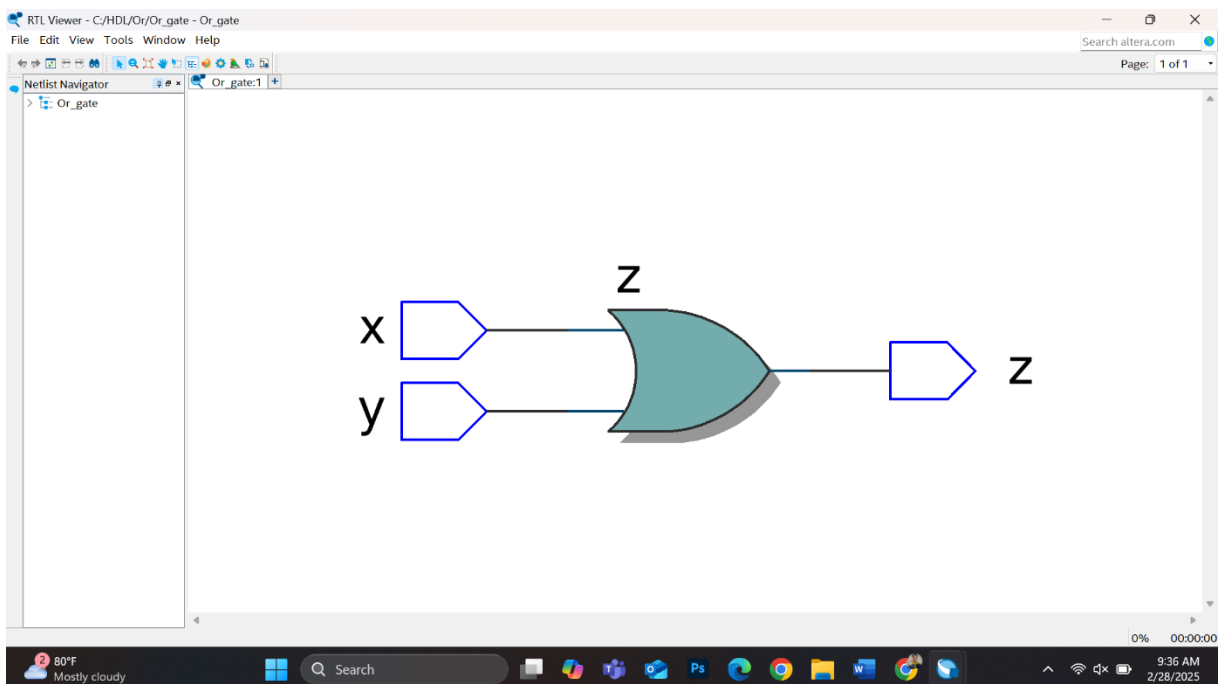 RTL Viewer - C:/HDL/Or/Or_gate - Or_gate
File Edit View Tools Window Help
Search altera.com
Page: 1 of 1
Netlist Navigator
Or_gate:1
Or_gate
z
x
y
z
0% 00:00:00
2
80°F
Mostly cloudy
Search
Ps
9:36 AM
2/28/2025